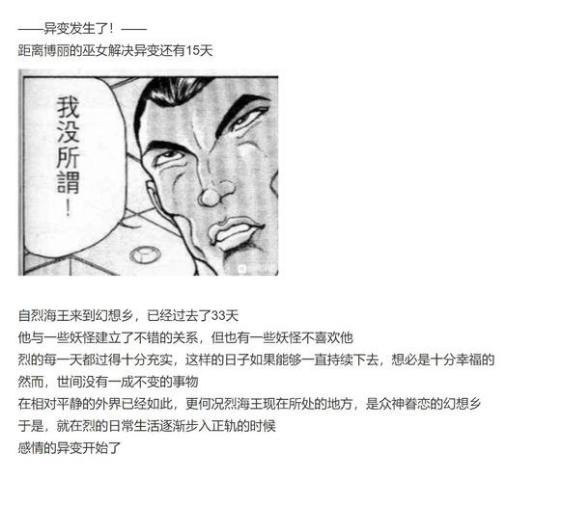 ——异变发生了！——
距离博丽的巫女解决异变还有15天
我没所謂！
自烈海王来到幻想乡，已经过去了33天
他与一些妖怪建立了不错的关系，但也有一些妖怪不喜欢他
烈的每一天都过得十分充实，这样的日子如果能够一直持续下去，想必是十分幸福的
然而，世间没有一成不变的事物
在相对平静的外界已经如此，更何况烈海王现在所处的地方，是众神眷恋的幻想乡
于是，就在烈的日常生活逐渐步入正轨的时候
感情的异变开始了